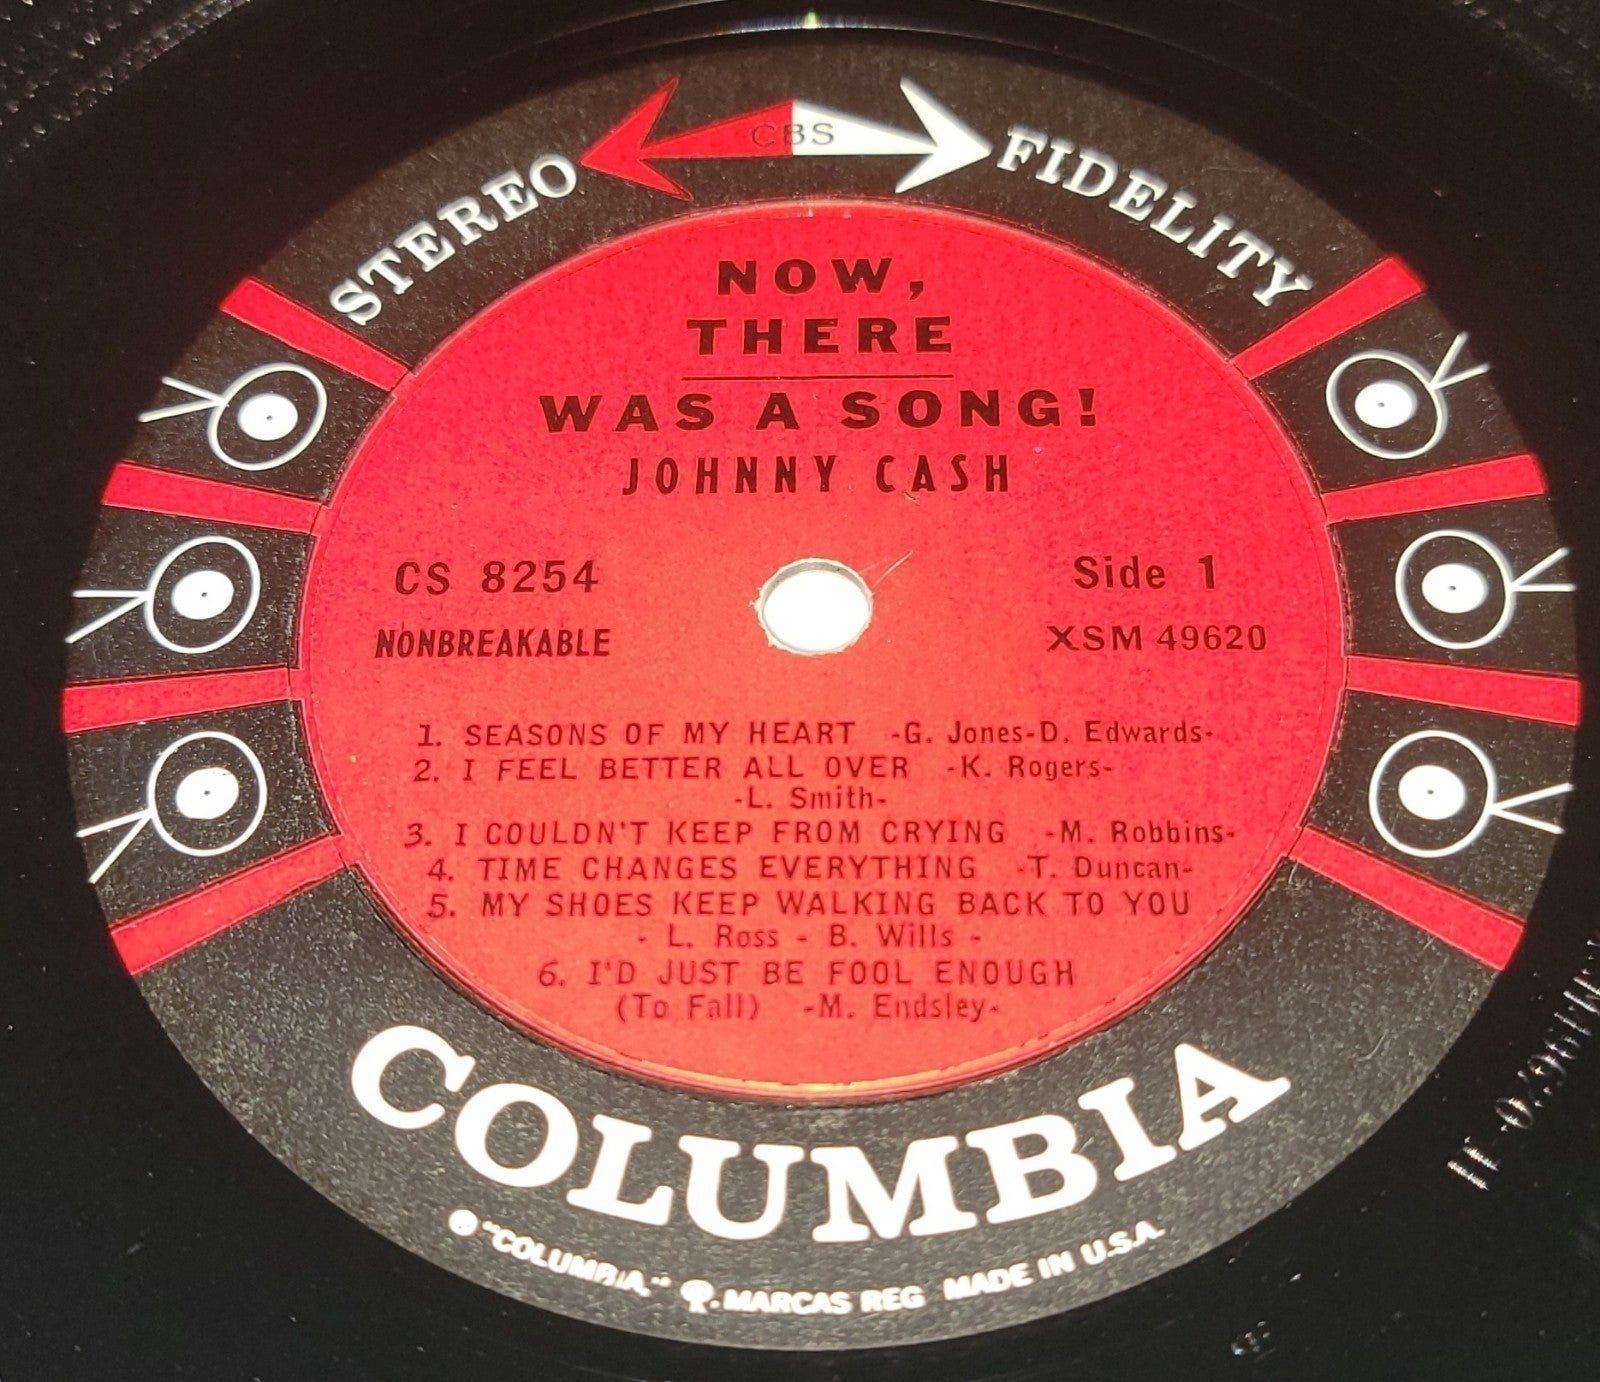 STEREO CBS FIDELITY
NOW,
THERE
WAS A SONG!
JOHNNY CASH
CS 8254
Side 1
NONBREAKABLE
XSM 49620
1. SEASONS OF MY HEART -G. Jones-D. Edwards-
2. I FEEL BETTER ALL OVER -K. Rogers-
-L. Smith-
3. I COULDN'T KEEP FROM CRYING -M. Robbins-
4. TIME CHANGES EVERYTHING -T. Duncan-
5. MY SHOES KEEP WALKING BACK TO YOU
- L. Ross - B. Wills -
6. I'D JUST BE FOOL ENOUGH
(To Fall) -M. Endsley-
COLUMBIA
"COLUMBIA," MARCAS REG MADE IN U.S.A.